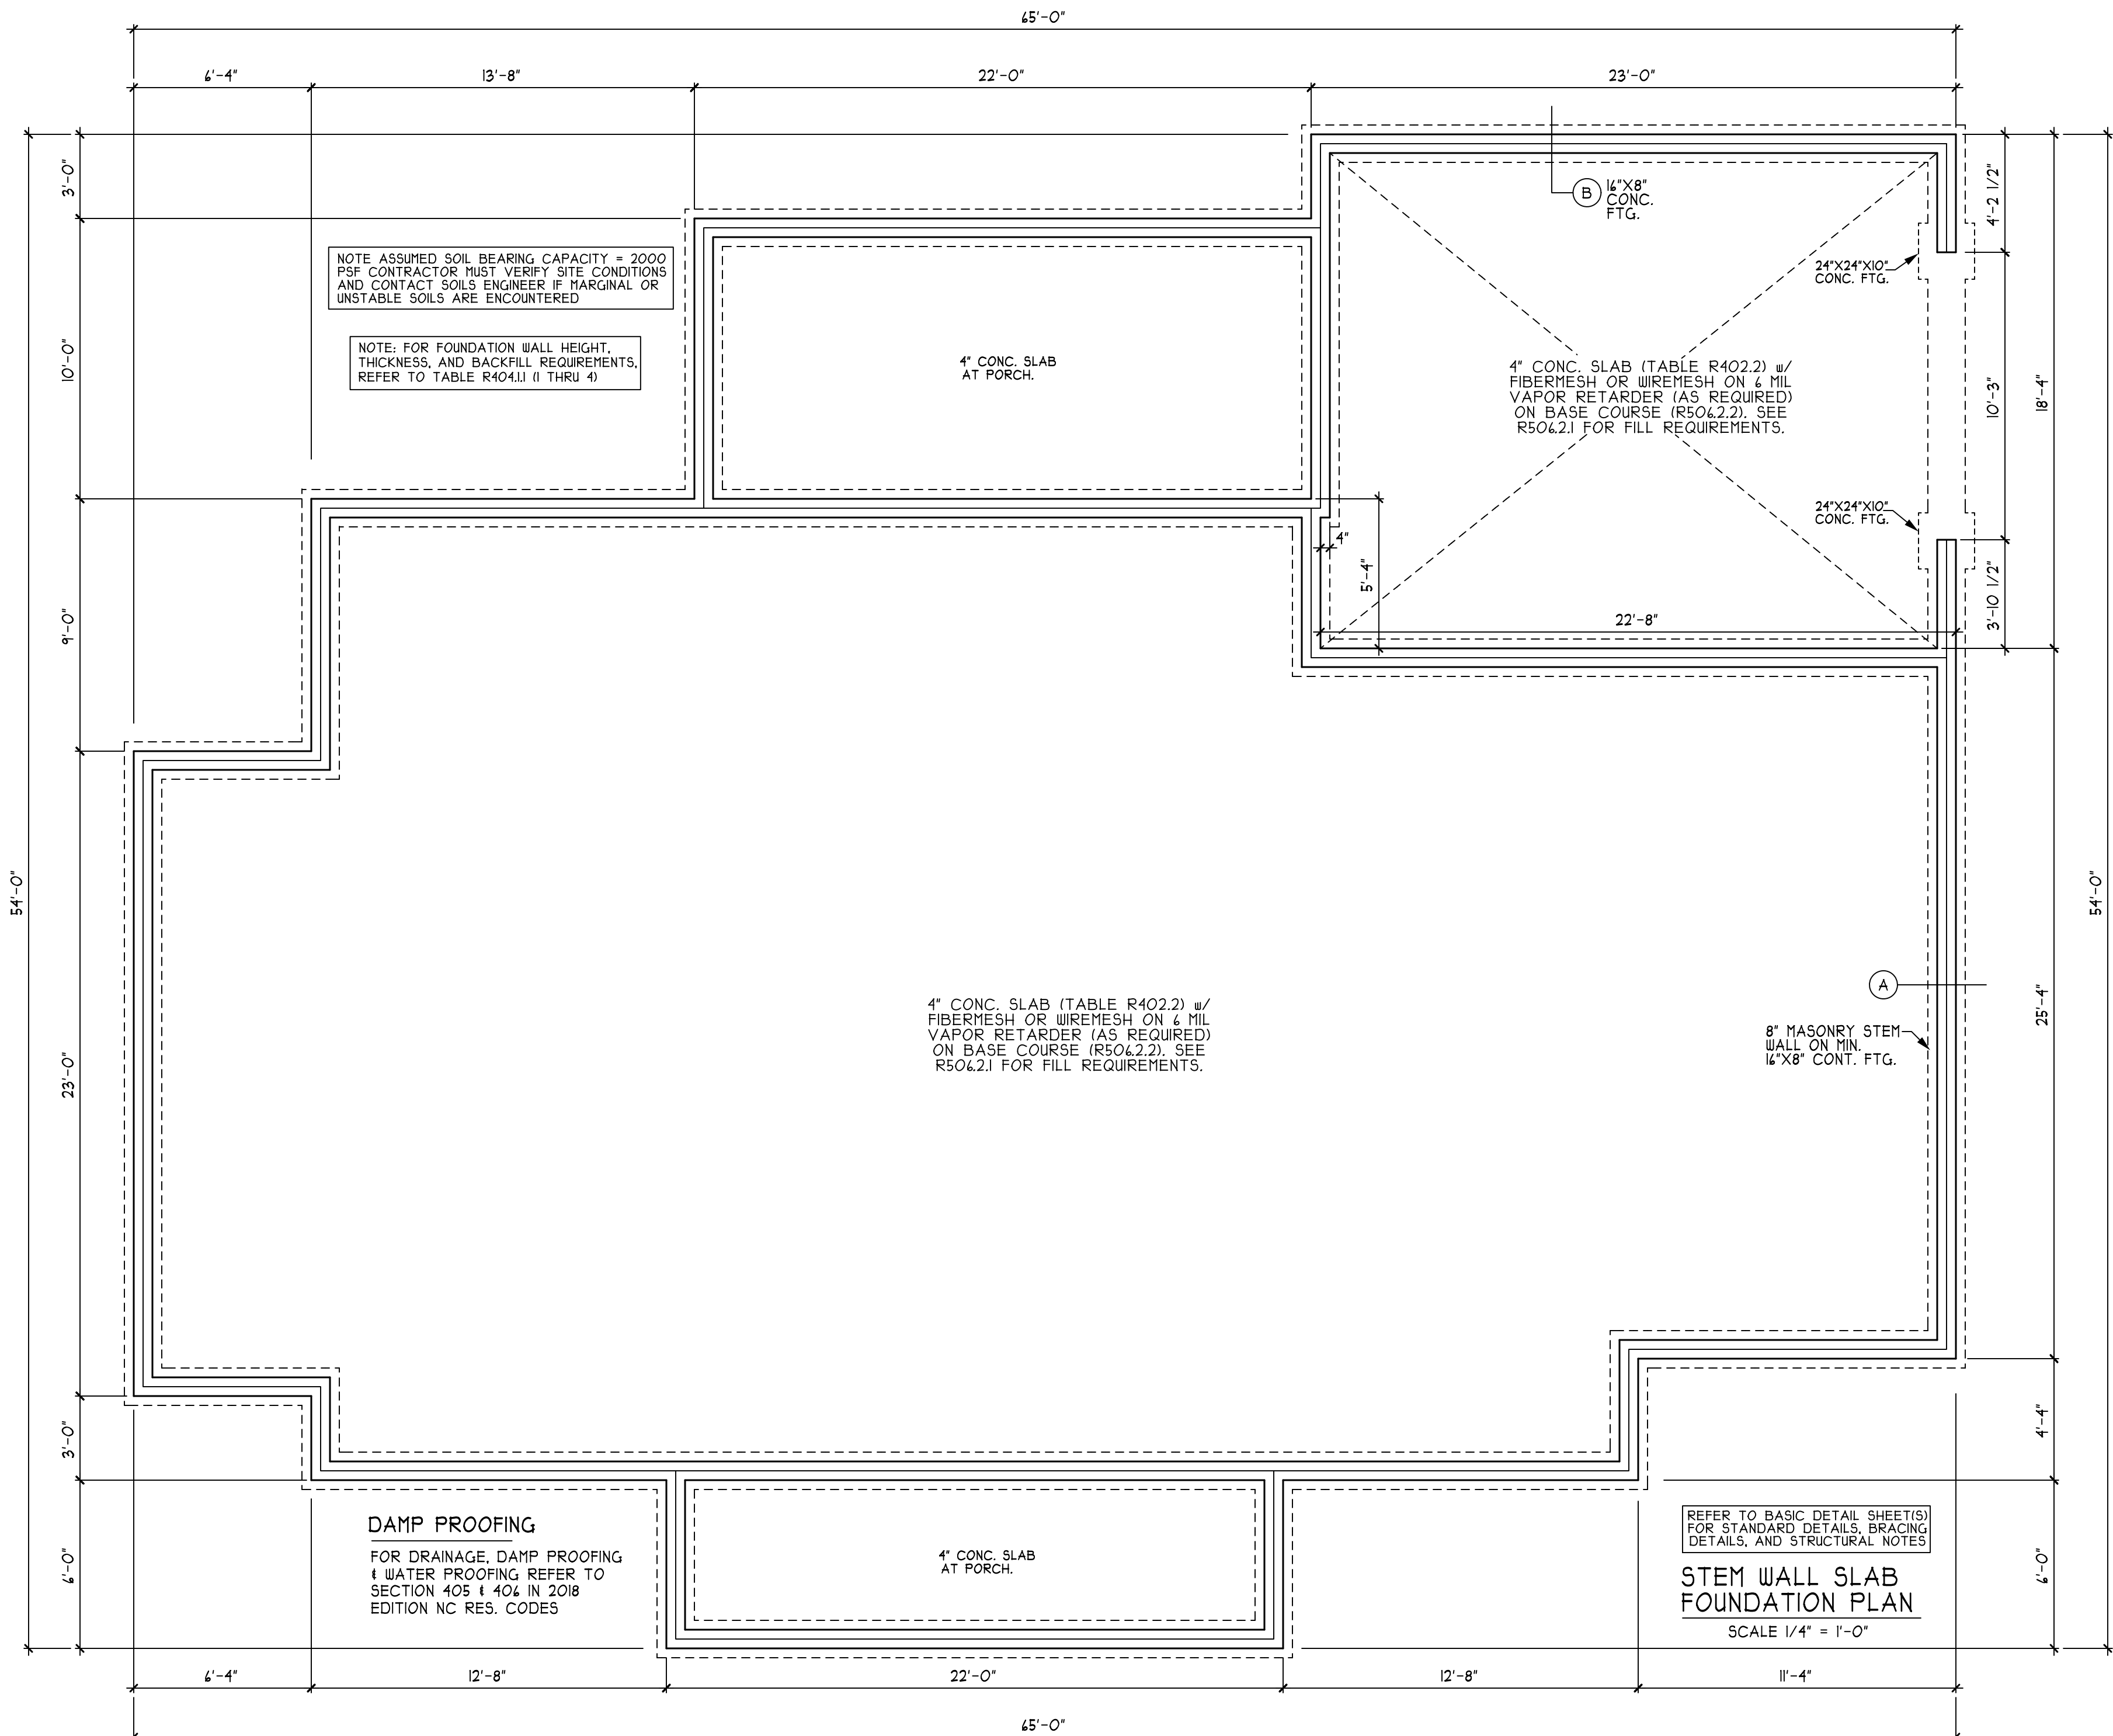 65'-0"
6'-4"
13'-8"
22'-0"
23'-0"
3'-0"
10'-0"
9'-0"
23'-0"
3'-0"
6'-0"
54'-0"
NOTE ASSUMED SOIL BEARING CAPACITY = 2000
PSF CONTRACTOR MUST VERIFY SITE CONDITIONS
AND CONTACT SOILS ENGINEER IF MARGINAL OR
UNSTABLE SOILS ARE ENCOUNTERED
NOTE: FOR FOUNDATION WALL HEIGHT,
THICKNESS, AND BACKFILL REQUIREMENTS,
REFER TO TABLE R404.1.1 (1 THRU 4)
4" CONC. SLAB
AT PORCH.
B
16"X8"
CONC.
FTG.
24"X24"X10"
CONC. FTG.
4" CONC. SLAB (TABLE R402.2) w/
FIBERMESH OR WIREMESH ON 6 MIL
VAPOR RETARDER (AS REQUIRED)
ON BASE COURSE (R506.2.2). SEE
R506.2.1 FOR FILL REQUIREMENTS.
24"X24"X10"
CONC. FTG.
4"
5'-4"
22'-8"
4'-2 1/2"
10'-3"
3'-10 1/2"
18'-4"
25'-4"
4'-4"
6'-0"
54'-0"
4" CONC. SLAB (TABLE R402.2) w/
FIBERMESH OR WIREMESH ON 6 MIL
VAPOR RETARDER (AS REQUIRED)
ON BASE COURSE (R506.2.2). SEE
R506.2.1 FOR FILL REQUIREMENTS.
A
8" MASONRY STEM
WALL ON MIN.
16"X8" CONT. FTG.
DAMP PROOFING
FOR DRAINAGE, DAMP PROOFING
& WATER PROOFING REFER TO
SECTION 405 & 406 IN 2018
EDITION NC RES. CODES
4" CONC. SLAB
AT PORCH.
REFER TO BASIC DETAIL SHEET(S)
FOR STANDARD DETAILS, BRACING
DETAILS, AND STRUCTURAL NOTES
STEM WALL SLAB
FOUNDATION PLAN
SCALE 1/4" = 1'-0"
6'-4"
12'-8"
22'-0"
12'-8"
11'-4"
65'-0"